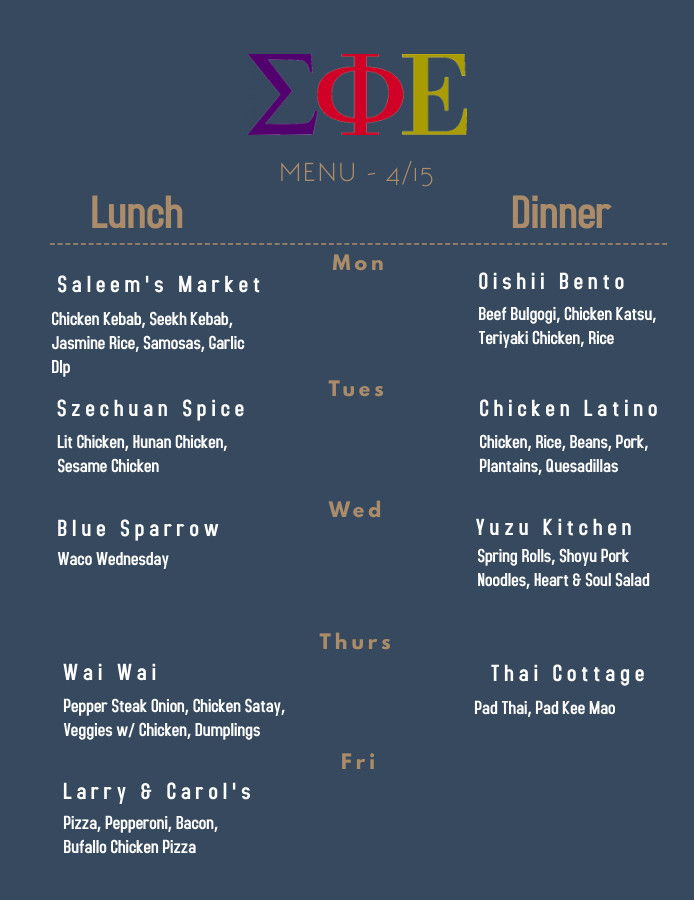 ΣΦΕ
MENU - 4/15
Lunch
Dinner
Mon
Saleem's Market
Chicken Kebab, Seekh Kebab,
Jasmine Rice, Samosas, Garlic
DIp
Oishii Bento
Beef Bulgogi, Chicken Katsu,
Teriyaki Chicken, Rice
Tues
Szechuan Spice
Lit Chicken, Hunan Chicken,
Sesame Chicken
Chicken Latino
Chicken, Rice, Beans, Pork,
Plantains, Quesadillas
Wed
Blue Sparrow
Waco Wednesday
Yuzu Kitchen
Spring Rolls, Shoyu Pork
Noodles, Heart & Soul Salad
Thurs
Wai Wai
Pepper Steak Onion, Chicken Satay,
Veggies w/ Chicken, Dumplings
Thai Cottage
Pad Thai, Pad Kee Mao
Fri
Larry & Carol's
Pizza, Pepperoni, Bacon,
Bufallo Chicken Pizza